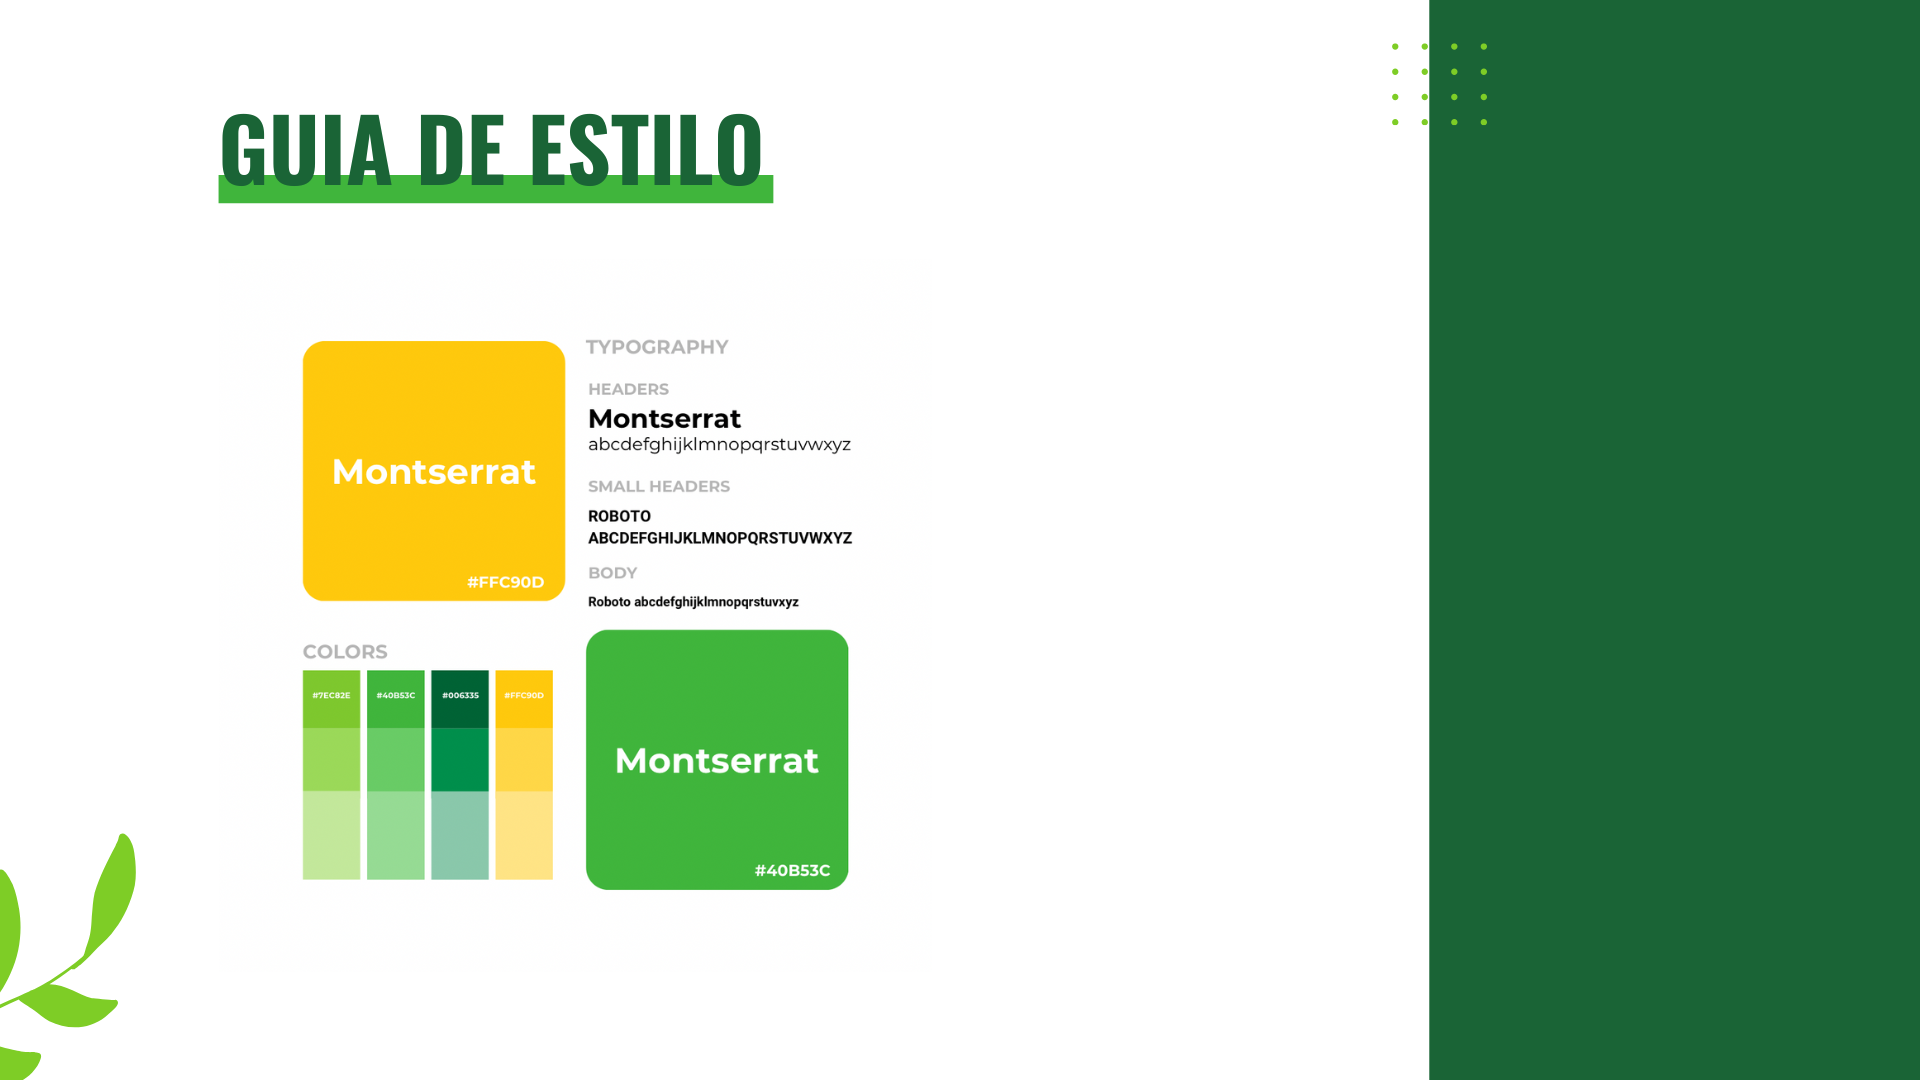 GUIA DE ESTILO
Montserrat
#FFC90D
TYPOGRAPHY
HEADERS
Montserrat
abcdefghijklmnopqrstuvwxyz
SMALL HEADERS
ROBOTO
ABCDEFGHIJKLMNOPQRSTUVWXYZ
BODY
Roboto abcdefghijklmnopqrstuvxyz
COLORS
#7EC82E #40B53C #006335 #FFC90D
Montserrat
#40B53C